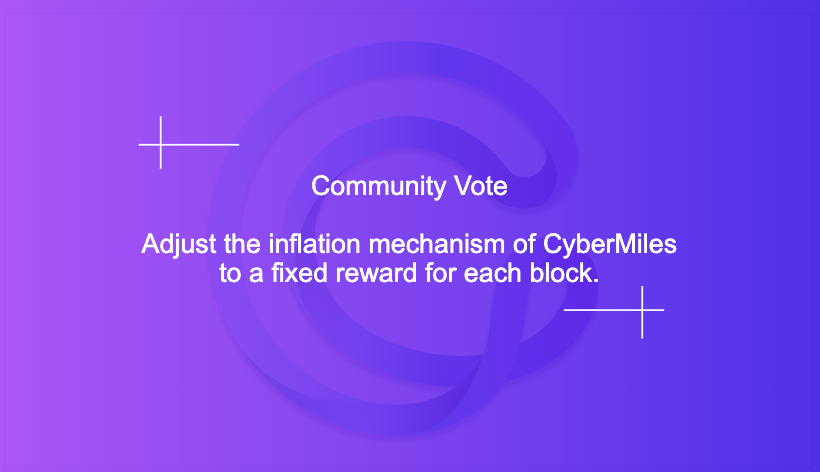 Community Vote
Adjust the inflation mechanism of CyberMiles
to a fixed reward for each block.